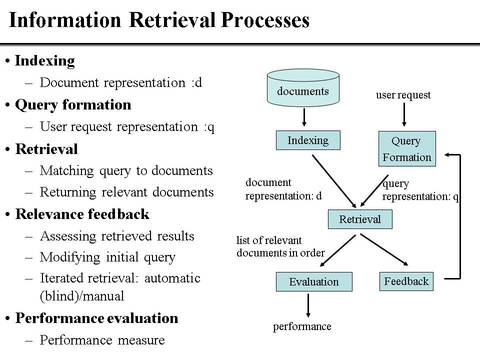 Information Retrieval Processes
• Indexing
– Document representation :d
• Query formation
– User request representation :q
• Retrieval
– Matching query to documents
– Returning relevant documents
• Relevance feedback
– Assessing retrieved results
– Modifying initial query
– Iterated retrieval: automatic
(blind)/manual
• Performance evaluation
– Performance measure
documents
user request
Indexing
Query
Formation
document
representation: d
query
representation: q
Retrieval
list of relevant
documents in order
Evaluation
Feedback
performance